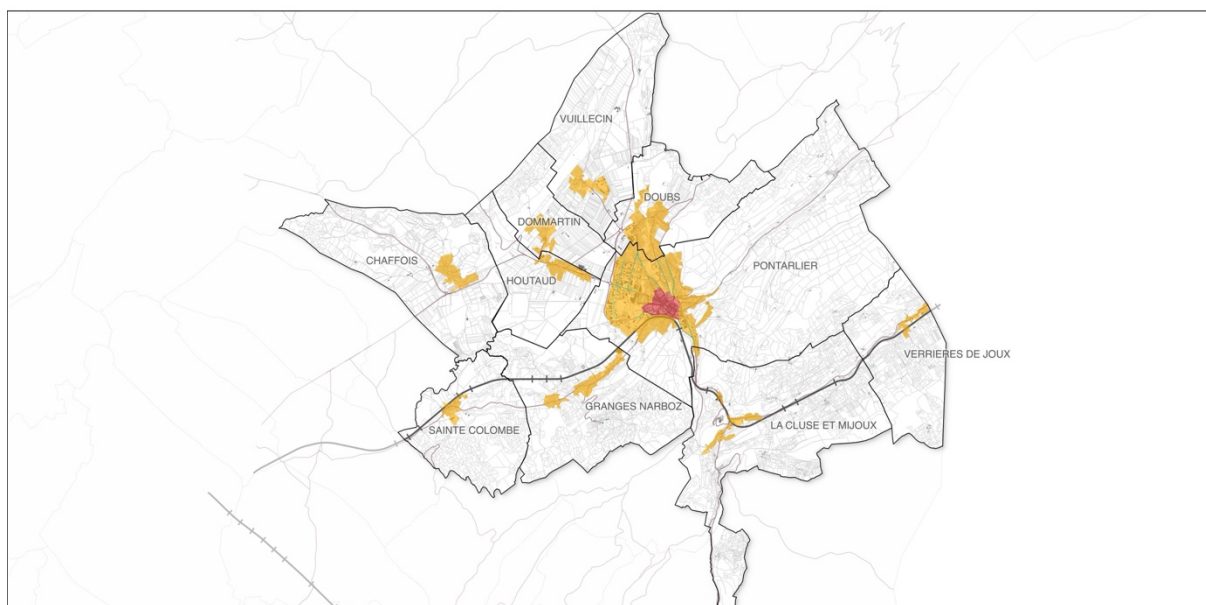 VUILLECIN
DOUBS
DOMMARTIN
CHAFFOIS
PONTARLIER
HOUTAUD
VERRIERES DE JOUX
GRANGES NARBOZ
LA CLUSE ET MIJOUX
SAINTE COLOMBE